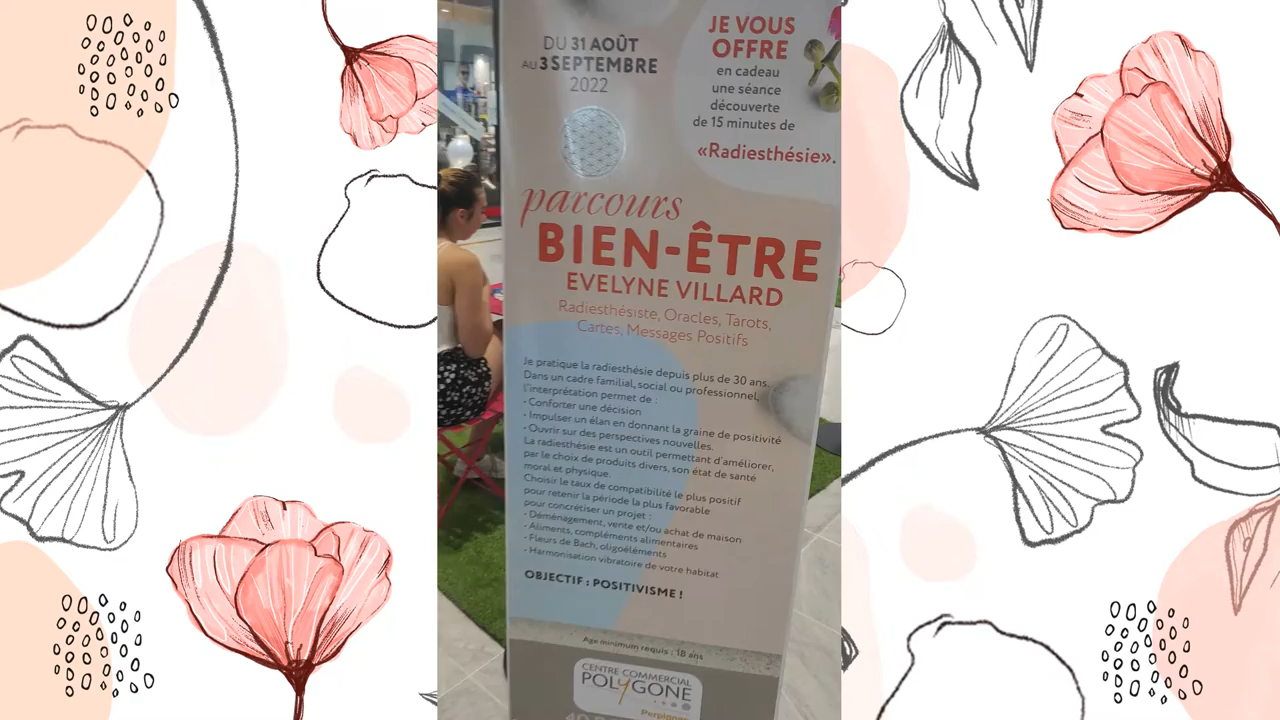 DU 31 AOÛT
AU 3 SEPTEMBRE
2022
JE VOUS
OFFRE
en cadeau
une séance
découverte
de 15 minutes de
«Radiesthésie».
parcours
BIEN-ÊTRE
EVELYNE VILLARD
Radiesthésiste, Oracles, Tarots,
Cartes, Messages Positifs
Je pratique la radiesthésie depuis plus de 30 ans.
Dans un cadre familial, social ou professionnel,
l'interprétation permet de :
- Conforter une décision
- Impulser un élan en donnant la graine de positivité
- Ouvrir sur des perspectives nouvelles.
La radiesthésie est un outil permettant d'améliorer,
par le choix de produits divers, son état de santé
moral et physique.
Choisir le taux de compatibilité le plus positif
pour retenir la période la plus favorable
pour concrétiser un projet :
- Déménagement, vente et/ou achat de maison
- Aliments, compléments alimentaires
- Fleurs de Bach, oligoéléments
- Harmonisation vibratoire de votre habitat
OBJECTIF : POSITIVISME !
Age minimum requis : 18 ans
CENTRE COMMERCIAL
POLYGONE
Perpignan